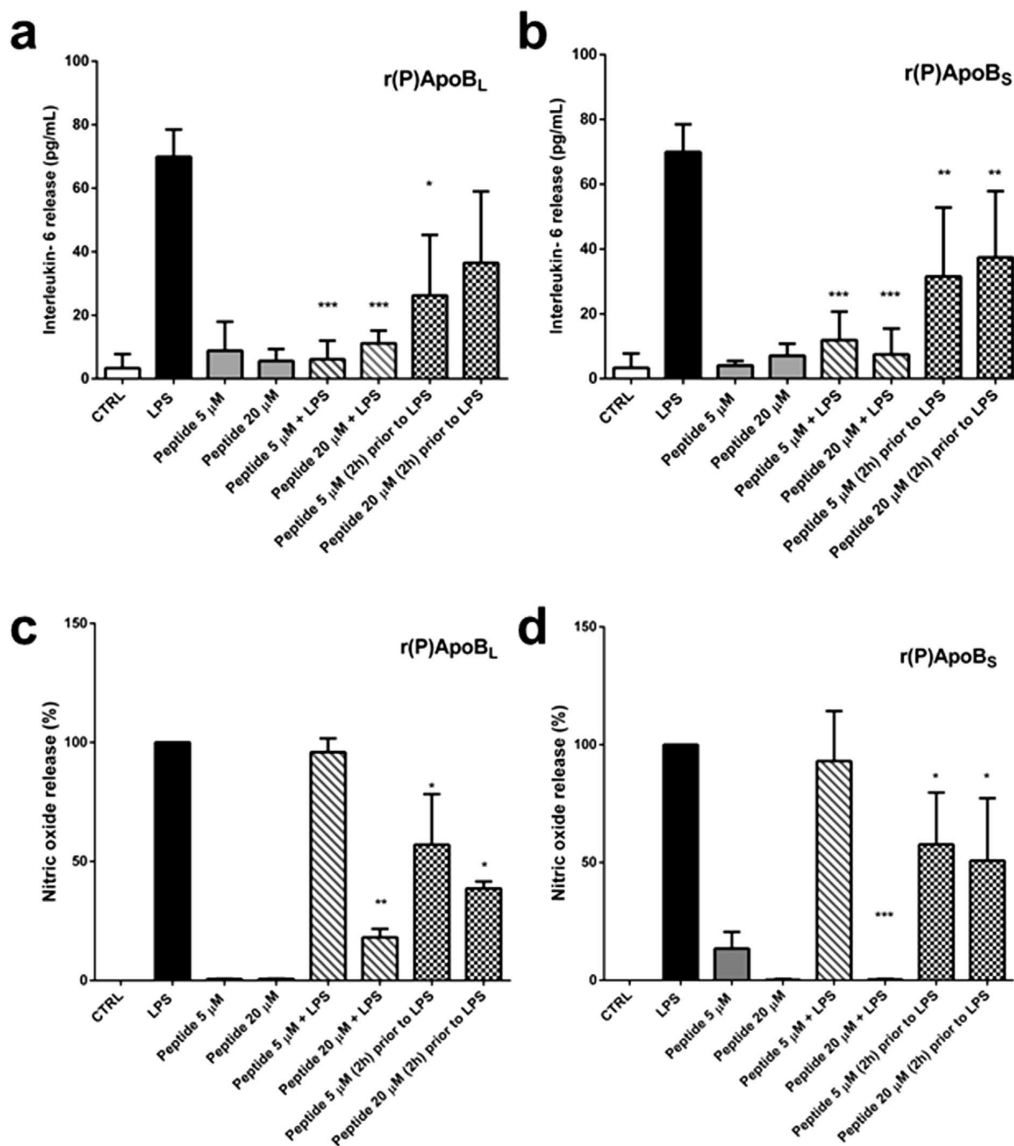 a
r(P)ApoBL
Interleukin- 6 release (pg/mL)
100
80
60
40
20
0
***
***
*
CTRL
LPS
Peptide 5 µM
Peptide 20 µM
Peptide 5 µM + LPS
Peptide 20 µM + LPS
Peptide 5 µM (2h) prior to LPS
Peptide 20 µM (2h) prior to LPS
b
r(P)ApoBS
Interleukin- 6 release (pg/mL)
100
80
60
40
20
0
***
***
**
**
CTRL
LPS
Peptide 5 µM
Peptide 20 µM
Peptide 5 µM + LPS
Peptide 20 µM + LPS
Peptide 5 µM (2h) prior to LPS
Peptide 20 µM (2h) prior to LPS
c
r(P)ApoBL
Nitric oxide release (%)
150
100
50
0
**
*
*
CTRL
LPS
Peptide 5 µM
Peptide 20 µM
Peptide 5 µM + LPS
Peptide 20 µM + LPS
Peptide 5 µM (2h) prior to LPS
Peptide 20 µM (2h) prior to LPS
d
r(P)ApoBS
Nitric oxide release (%)
150
100
50
0
***
*
*
CTRL
LPS
Peptide 5 µM
Peptide 20 µM
Peptide 5 µM + LPS
Peptide 20 µM + LPS
Peptide 5 µM (2h) prior to LPS
Peptide 20 µM (2h) prior to LPS